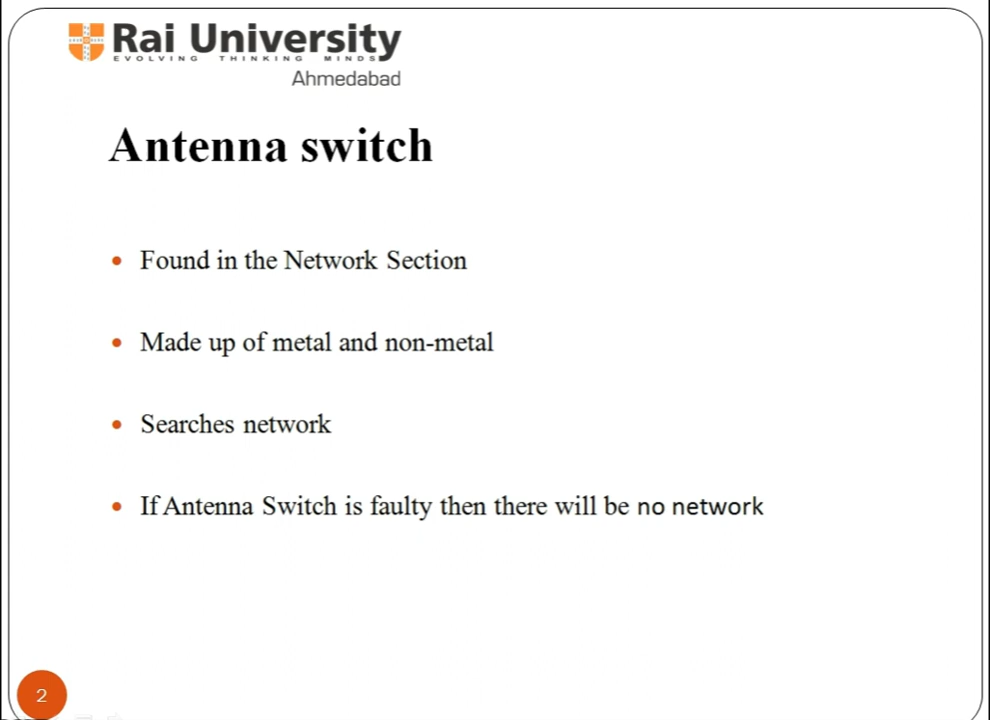 Rai University
EVOLVING THINKING MINDS
Ahmedabad
Antenna switch
• Found in the Network Section
• Made up of metal and non-metal
• Searches network
• If Antenna Switch is faulty then there will be no network
2